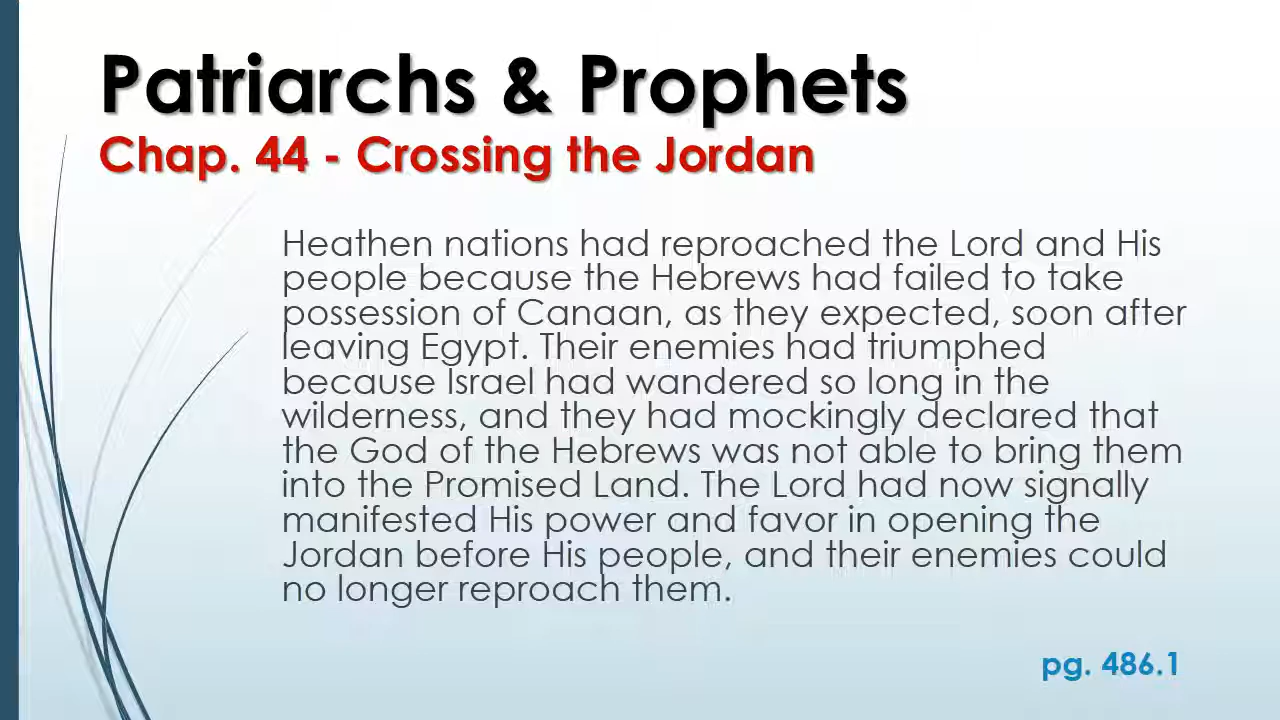 Patriarchs & Prophets
Chap. 44 - Crossing the Jordan
Heathen nations had reproached the Lord and His
people because the Hebrews had failed to take
possession of Canaan, as they expected, soon after
leaving Egypt. Their enemies had triumphed
because Israel had wandered so long in the
wilderness, and they had mockingly declared that
the God of the Hebrews was not able to bring them
into the Promised Land. The Lord had now signally
manifested His power and favor in opening the
Jordan before His people, and their enemies could
no longer reproach them.
pg. 486.1